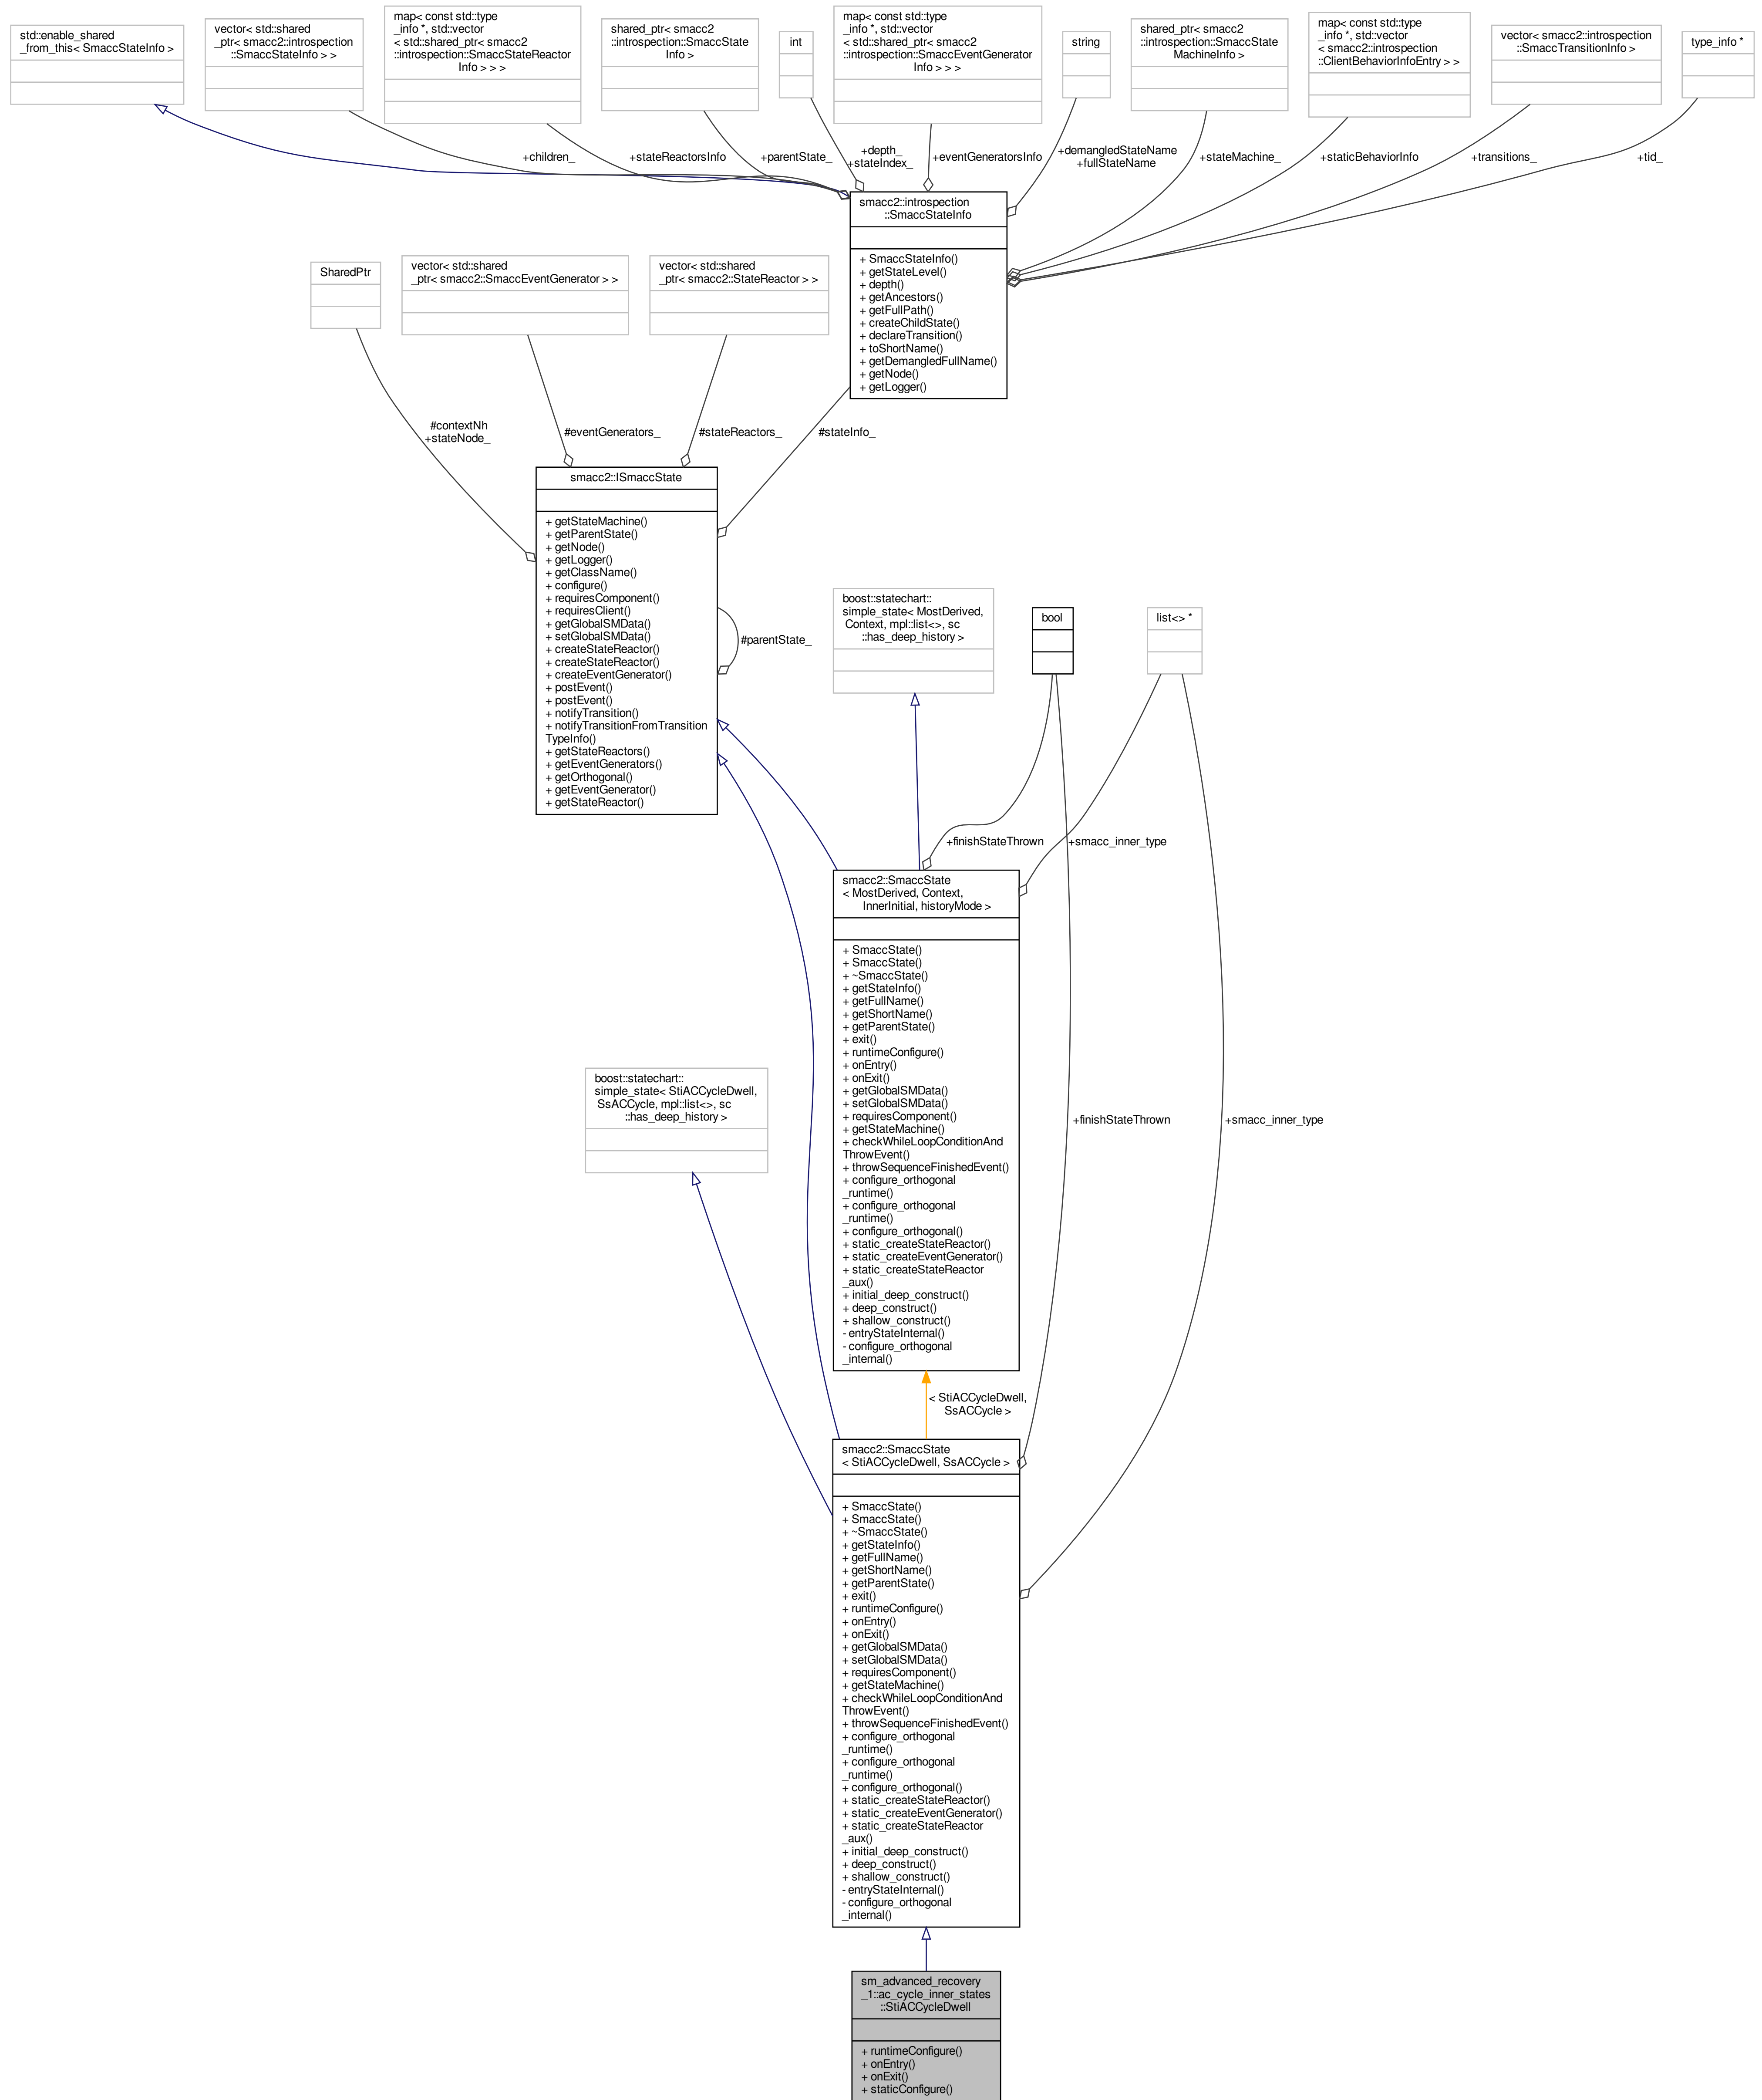 std::enable_shared
_from_this< SmaccStateInfo >
vector< std::shared
_ptr< smacc2::introspection
::SmaccStateInfo > >
map< const std::type
_info *, std::vector
< std::shared_ptr< smacc2
::introspection::SmaccStateReactor
Info > > >
shared_ptr< smacc2
::introspection::SmaccState
Info >
int
map< const std::type
_info *, std::vector
< std::shared_ptr< smacc2
::introspection::SmaccEventGenerator
Info > > >
string
shared_ptr< smacc2
::introspection::SmaccState
MachineInfo >
map< const std::type
_info *, std::vector
< smacc2::introspection
::ClientBehaviorInfoEntry > >
vector< smacc2::introspection
::SmaccTransitionInfo >
type_info *
+children_
+stateReactorsInfo
+parentState_
+depth_
+stateIndex_
+eventGeneratorsInfo
+demangledStateName
+fullStateName
+stateMachine_
+staticBehaviorInfo
+transitions_
+tid_
smacc2::introspection
::SmaccStateInfo
+ SmaccStateInfo()
+ getStateLevel()
+ depth()
+ getAncestors()
+ getFullPath()
+ createChildState()
+ declareTransition()
+ toShortName()
+ getDemangledFullName()
+ getNode()
+ getLogger()
SharedPtr
vector< std::shared
_ptr< smacc2::SmaccEventGenerator > >
vector< std::shared
_ptr< smacc2::StateReactor > >
#contextNh
+stateNode_
#eventGenerators_
#stateReactors_
#stateInfo_
smacc2::ISmaccState
+ getStateMachine()
+ getParentState()
+ getNode()
+ getLogger()
+ getClassName()
+ configure()
+ requiresComponent()
+ requiresClient()
+ getGlobalSMData()
+ setGlobalSMData()
+ createStateReactor()
+ createStateReactor()
+ createEventGenerator()
+ postEvent()
+ postEvent()
+ notifyTransition()
+ notifyTransitionFromTransition
TypeInfo()
+ getStateReactors()
+ getEventGenerators()
+ getOrthogonal()
+ getEventGenerator()
+ getStateReactor()
#parentState_
boost::statechart::
simple_state< MostDerived,
Context, mpl::list<>, sc
::has_deep_history >
bool
list<> *
+finishStateThrown
+smacc_inner_type
smacc2::SmaccState
< MostDerived, Context,
InnerInitial, historyMode >
+ SmaccState()
+ SmaccState()
+ ~SmaccState()
+ getStateInfo()
+ getFullName()
+ getShortName()
+ getParentState()
+ exit()
+ runtimeConfigure()
+ onEntry()
+ onExit()
+ getGlobalSMData()
+ setGlobalSMData()
+ requiresComponent()
+ getStateMachine()
+ checkWhileLoopConditionAnd
ThrowEvent()
+ throwSequenceFinishedEvent()
+ configure_orthogonal
_runtime()
+ configure_orthogonal
_runtime()
+ configure_orthogonal()
+ static_createStateReactor()
+ static_createEventGenerator()
+ static_createStateReactor
_aux()
+ initial_deep_construct()
+ deep_construct()
+ shallow_construct()
- entryStateInternal()
- configure_orthogonal
_internal()
boost::statechart::
simple_state< StiACCycleDwell,
SsACCycle, mpl::list<>, sc
::has_deep_history >
+finishStateThrown
+smacc_inner_type
< StiACCycleDwell,
SsACCycle >
smacc2::SmaccState
< StiACCycleDwell, SsACCycle >
+ SmaccState()
+ SmaccState()
+ ~SmaccState()
+ getStateInfo()
+ getFullName()
+ getShortName()
+ getParentState()
+ exit()
+ runtimeConfigure()
+ onEntry()
+ onExit()
+ getGlobalSMData()
+ setGlobalSMData()
+ requiresComponent()
+ getStateMachine()
+ checkWhileLoopConditionAnd
ThrowEvent()
+ throwSequenceFinishedEvent()
+ configure_orthogonal
_runtime()
+ configure_orthogonal
_runtime()
+ configure_orthogonal()
+ static_createStateReactor()
+ static_createEventGenerator()
+ static_createStateReactor
_aux()
+ initial_deep_construct()
+ deep_construct()
+ shallow_construct()
- entryStateInternal()
- configure_orthogonal
_internal()
sm_advanced_recovery
_1::ac_cycle_inner_states
::StiACCycleDwell
+ runtimeConfigure()
+ onEntry()
+ onExit()
+ staticConfigure()